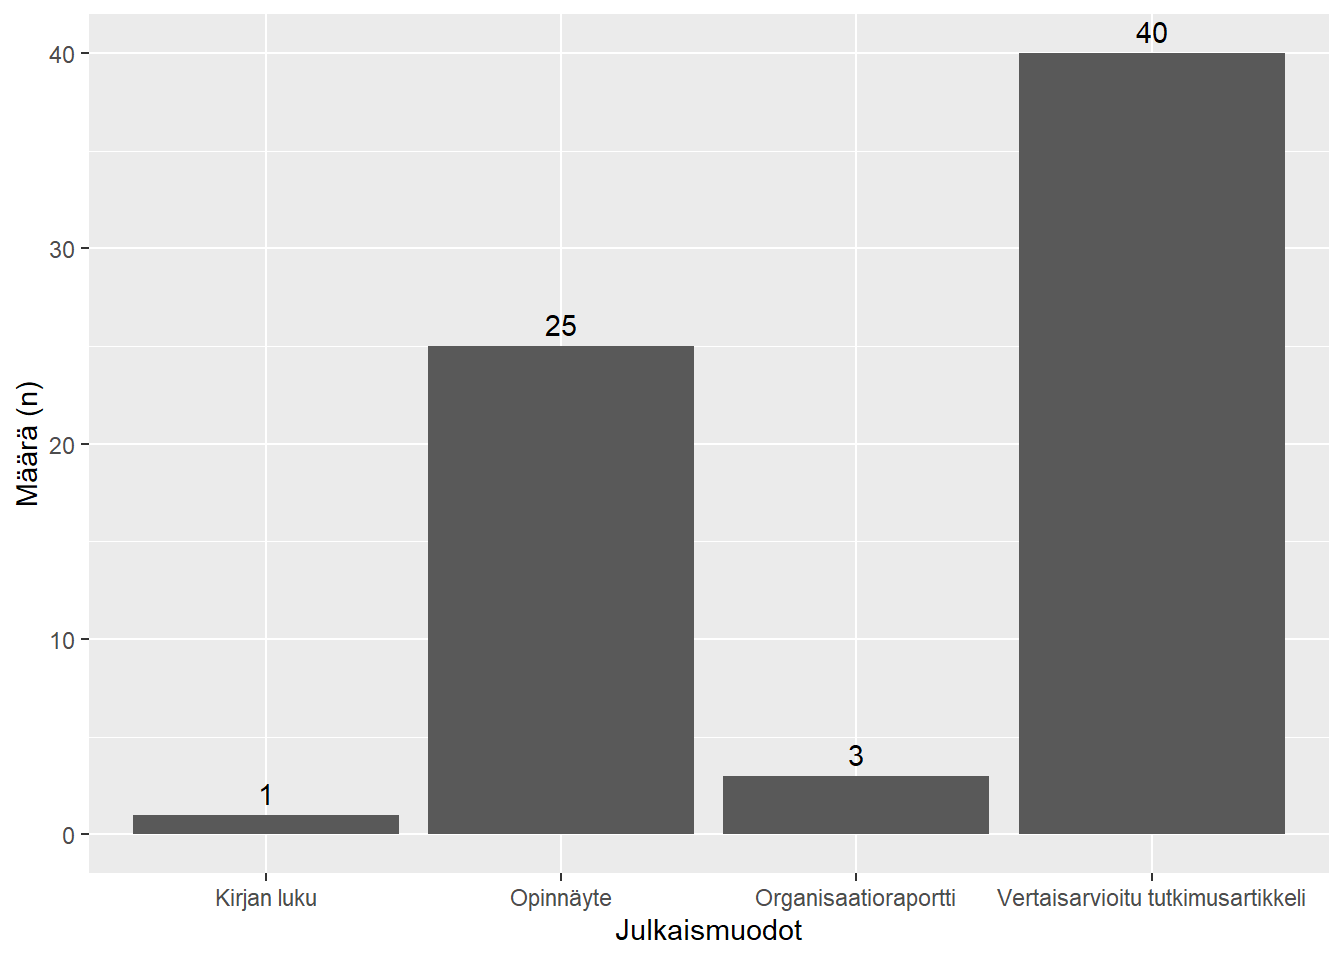 40
40
30
25
Määrä (n)
20
10
3
1
0
Kirjan luku
Opinnäyte
Organisaatioraportti
Vertaisarvioitu tutkimusartikkeli
Julkaismuodot